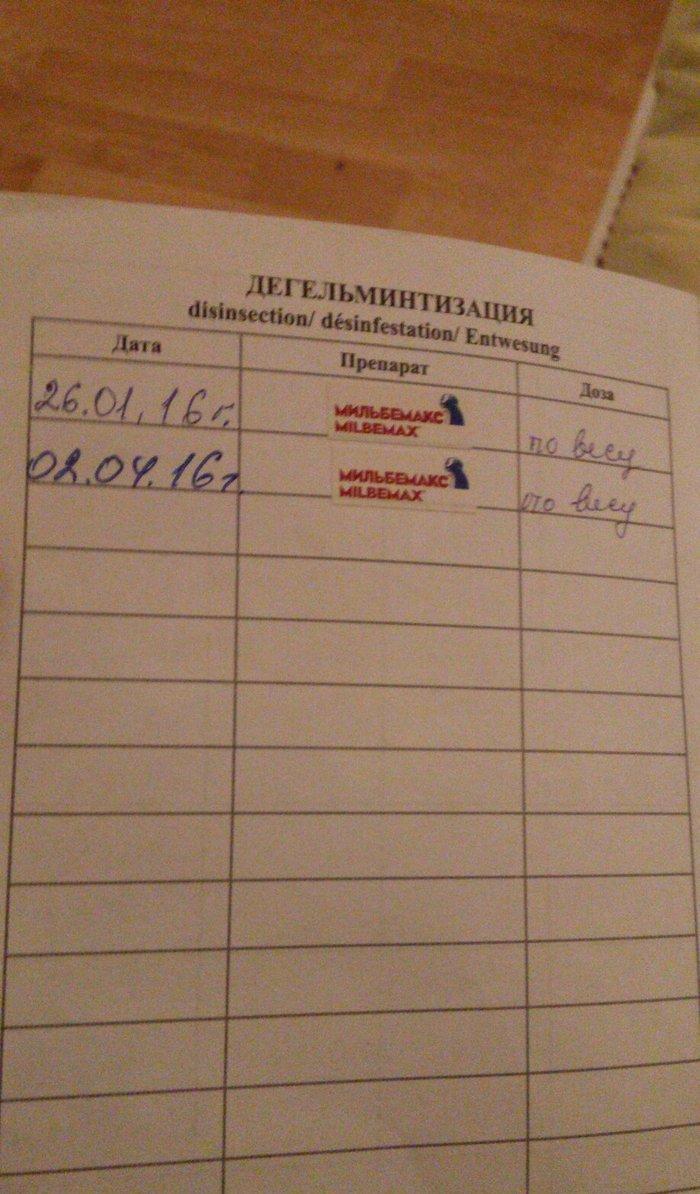 ДЕГЕЛЬМИНТИЗАЦИЯ
disinsection/ désinfestation/ Entwesung
Дата Препарат Доза
26.01.16г. МИЛЬБЕМАКС по весу
MILBEMAX
02.04.16г. МИЛЬБЕМАКС по весу
MILBEMAX